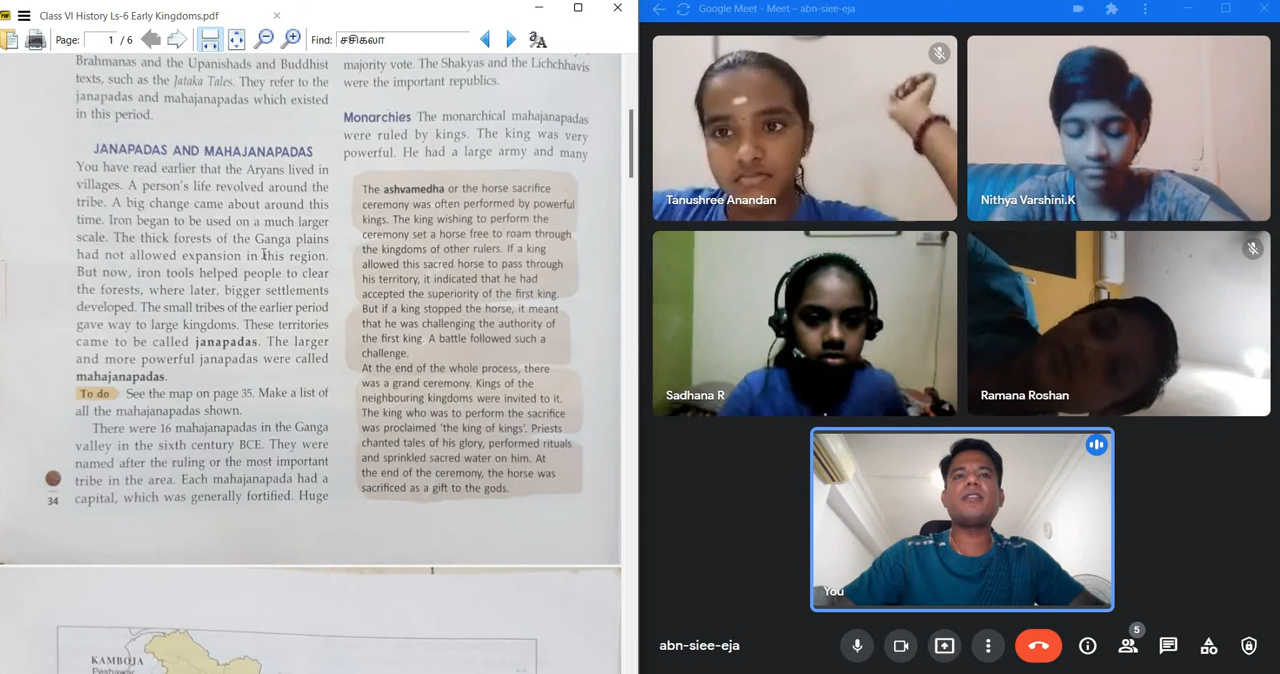 Class VI History Ls-6 Early Kingdoms.pdf
Page: 1 / 6 Find: சசிகலா
Brahmanas and the Upanishads and Buddhist
texts, such as the Jataka Tales. They refer to the
janapadas and mahajanapadas which existed
in this period.
JANAPADAS AND MAHAJANAPADAS
You have read earlier that the Aryans lived in
villages. A person's life revolved around the
tribe. A big change came about around this
time. Iron began to be used on a much larger
scale. The thick forests of the Ganga plains
had not allowed expansion in this region.
But now, iron tools helped people to clear
the forests, where later, bigger settlements
developed. The small tribes of the earlier period
gave way to large kingdoms. These territories
came to be called janapadas. The larger
and more powerful janapadas were called
mahajanapadas.
To do See the map on page 35. Make a list of
all the mahajanapadas shown.
There were 16 mahajanapadas in the Ganga
valley in the sixth century BCE. They were
named after the ruling or the most important
tribe in the area. Each mahajanapada had a
capital, which was generally fortified. Huge
34
majority vote. The Shakyas and the Lichchhavis
were the important republics.
Monarchies The monarchical mahajanapadas
were ruled by kings. The king was very
powerful. He had a large army and many
The ashvamedha or the horse sacrifice
ceremony was often performed by powerful
kings. The king wishing to perform the
ceremony set a horse free to roam through
the kingdoms of other rulers. If a king
allowed this sacred horse to pass through
his territory, it indicated that he had
accepted the superiority of the first king.
But if a king stopped the horse, it meant
that he was challenging the authority of
the first king. A battle followed such a
challenge.
At the end of the whole process, there
was a grand ceremony. Kings of the
neighbouring kingdoms were invited to it.
The king who was to perform the sacrifice
was proclaimed 'the king of kings'. Priests
chanted tales of his glory, performed rituals
and sprinkled sacred water on him. At
the end of the ceremony, the horse was
sacrificed as a gift to the gods.
KAMBOJA
Peshawar
Google Meet - Meet – abn-siee-eja
Tanushree Anandan
Nithya Varshini.K
Sadhana R
Ramana Roshan
You
abn-siee-eja
5